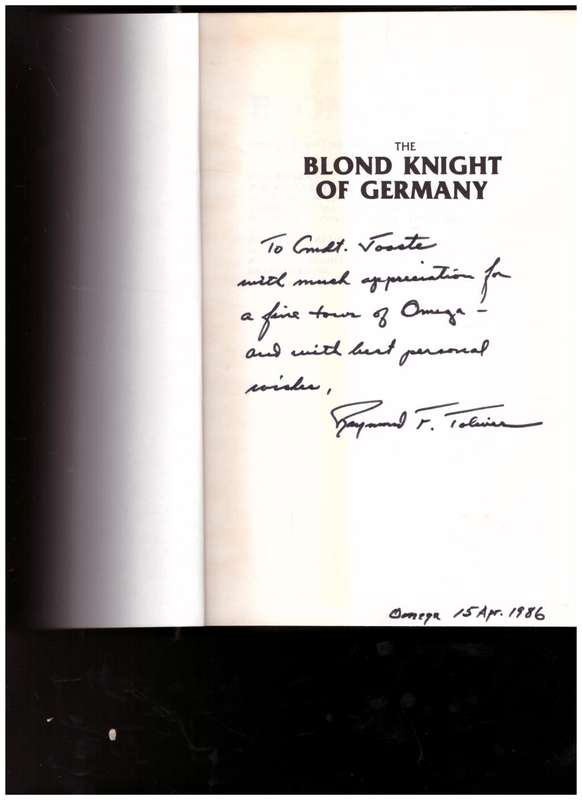 THE
BLOND KNIGHT
OF GERMANY
To Cmdt. Jooste
with much appreciation for
a fine tour of Omega –
and with best personal
wishes,
Raymond F. Toliver
Omega 15 Apr. 1986